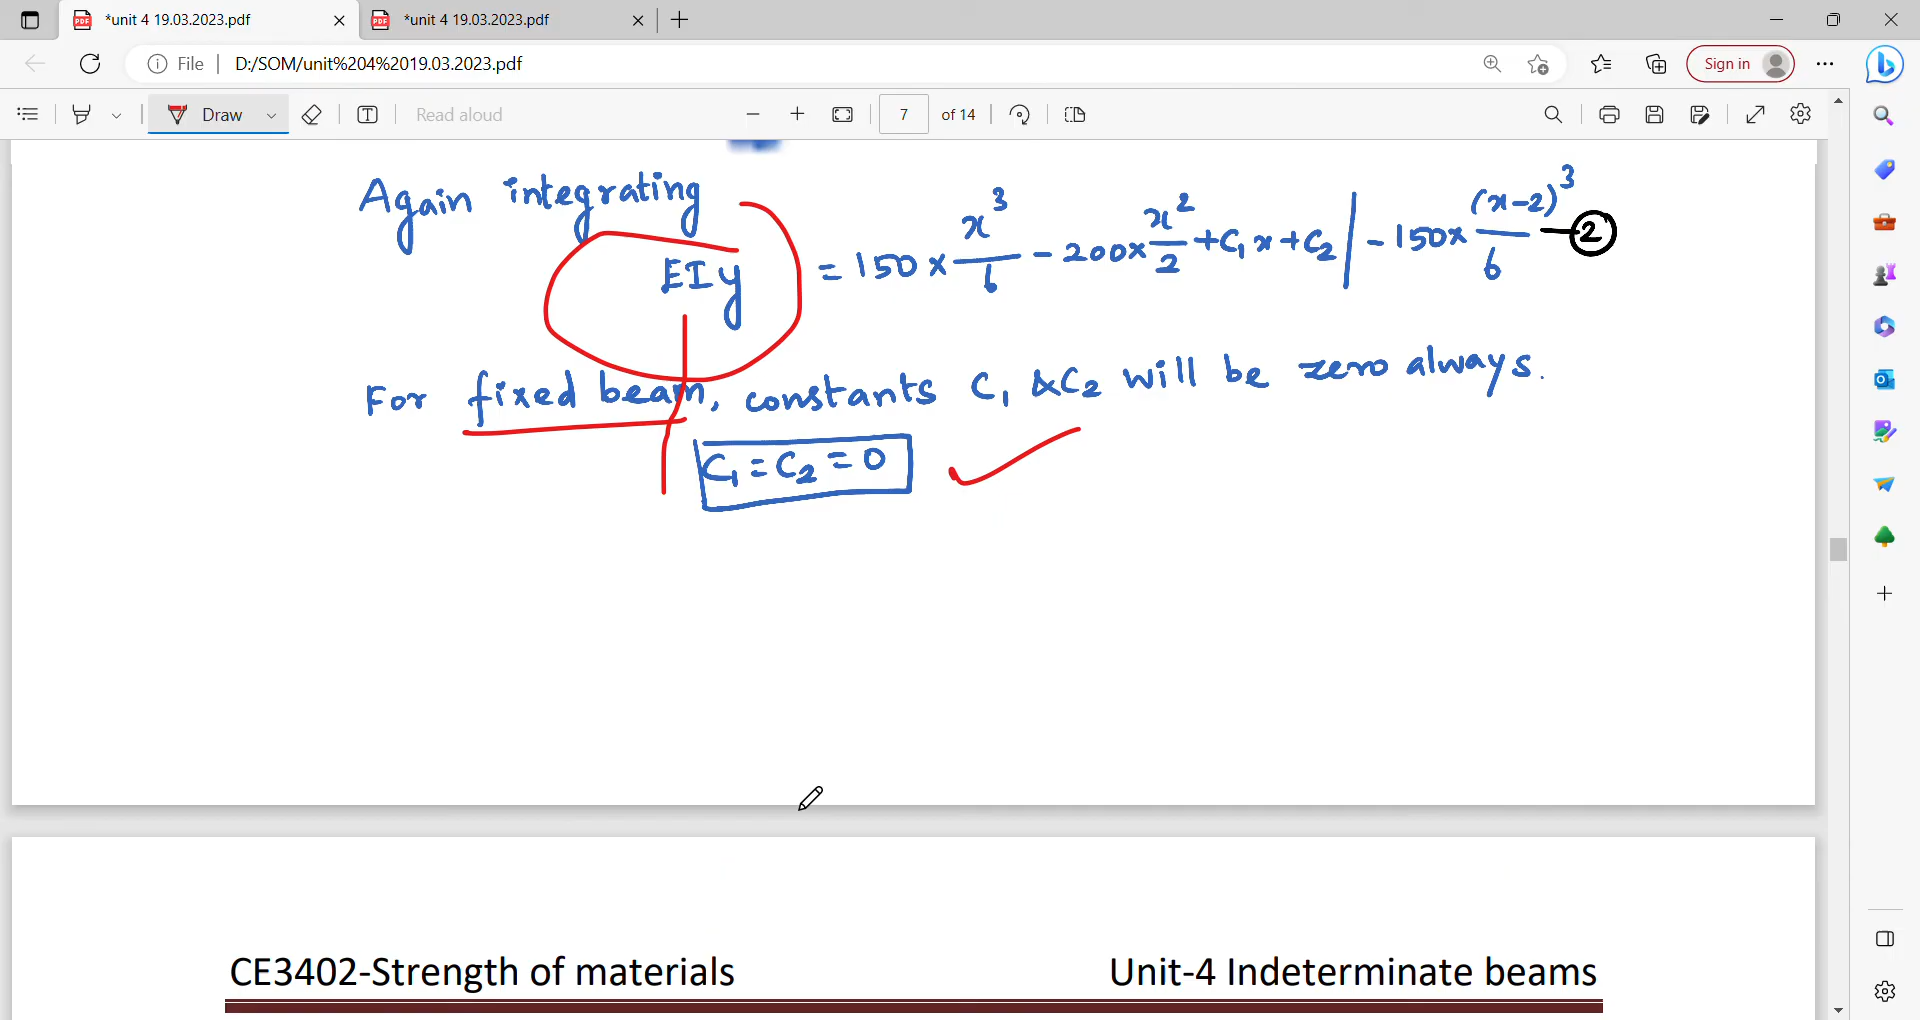 *unit 4 19.03.2023.pdf
*unit 4 19.03.2023.pdf
File | D:/SOM/unit%204%2019.03.2023.pdf
Sign in
Draw
Read aloud
7 of 14
Again integrating
EIy = 150 x x³/6 - 200 x x²/2 + C₁x + C₂ | - 150 x (x-2)³/6 — ②
For fixed beam, constants C₁ & C₂ will be zero always.
C₁ = C₂ = 0
CE3402-Strength of materials
Unit-4 Indeterminate beams